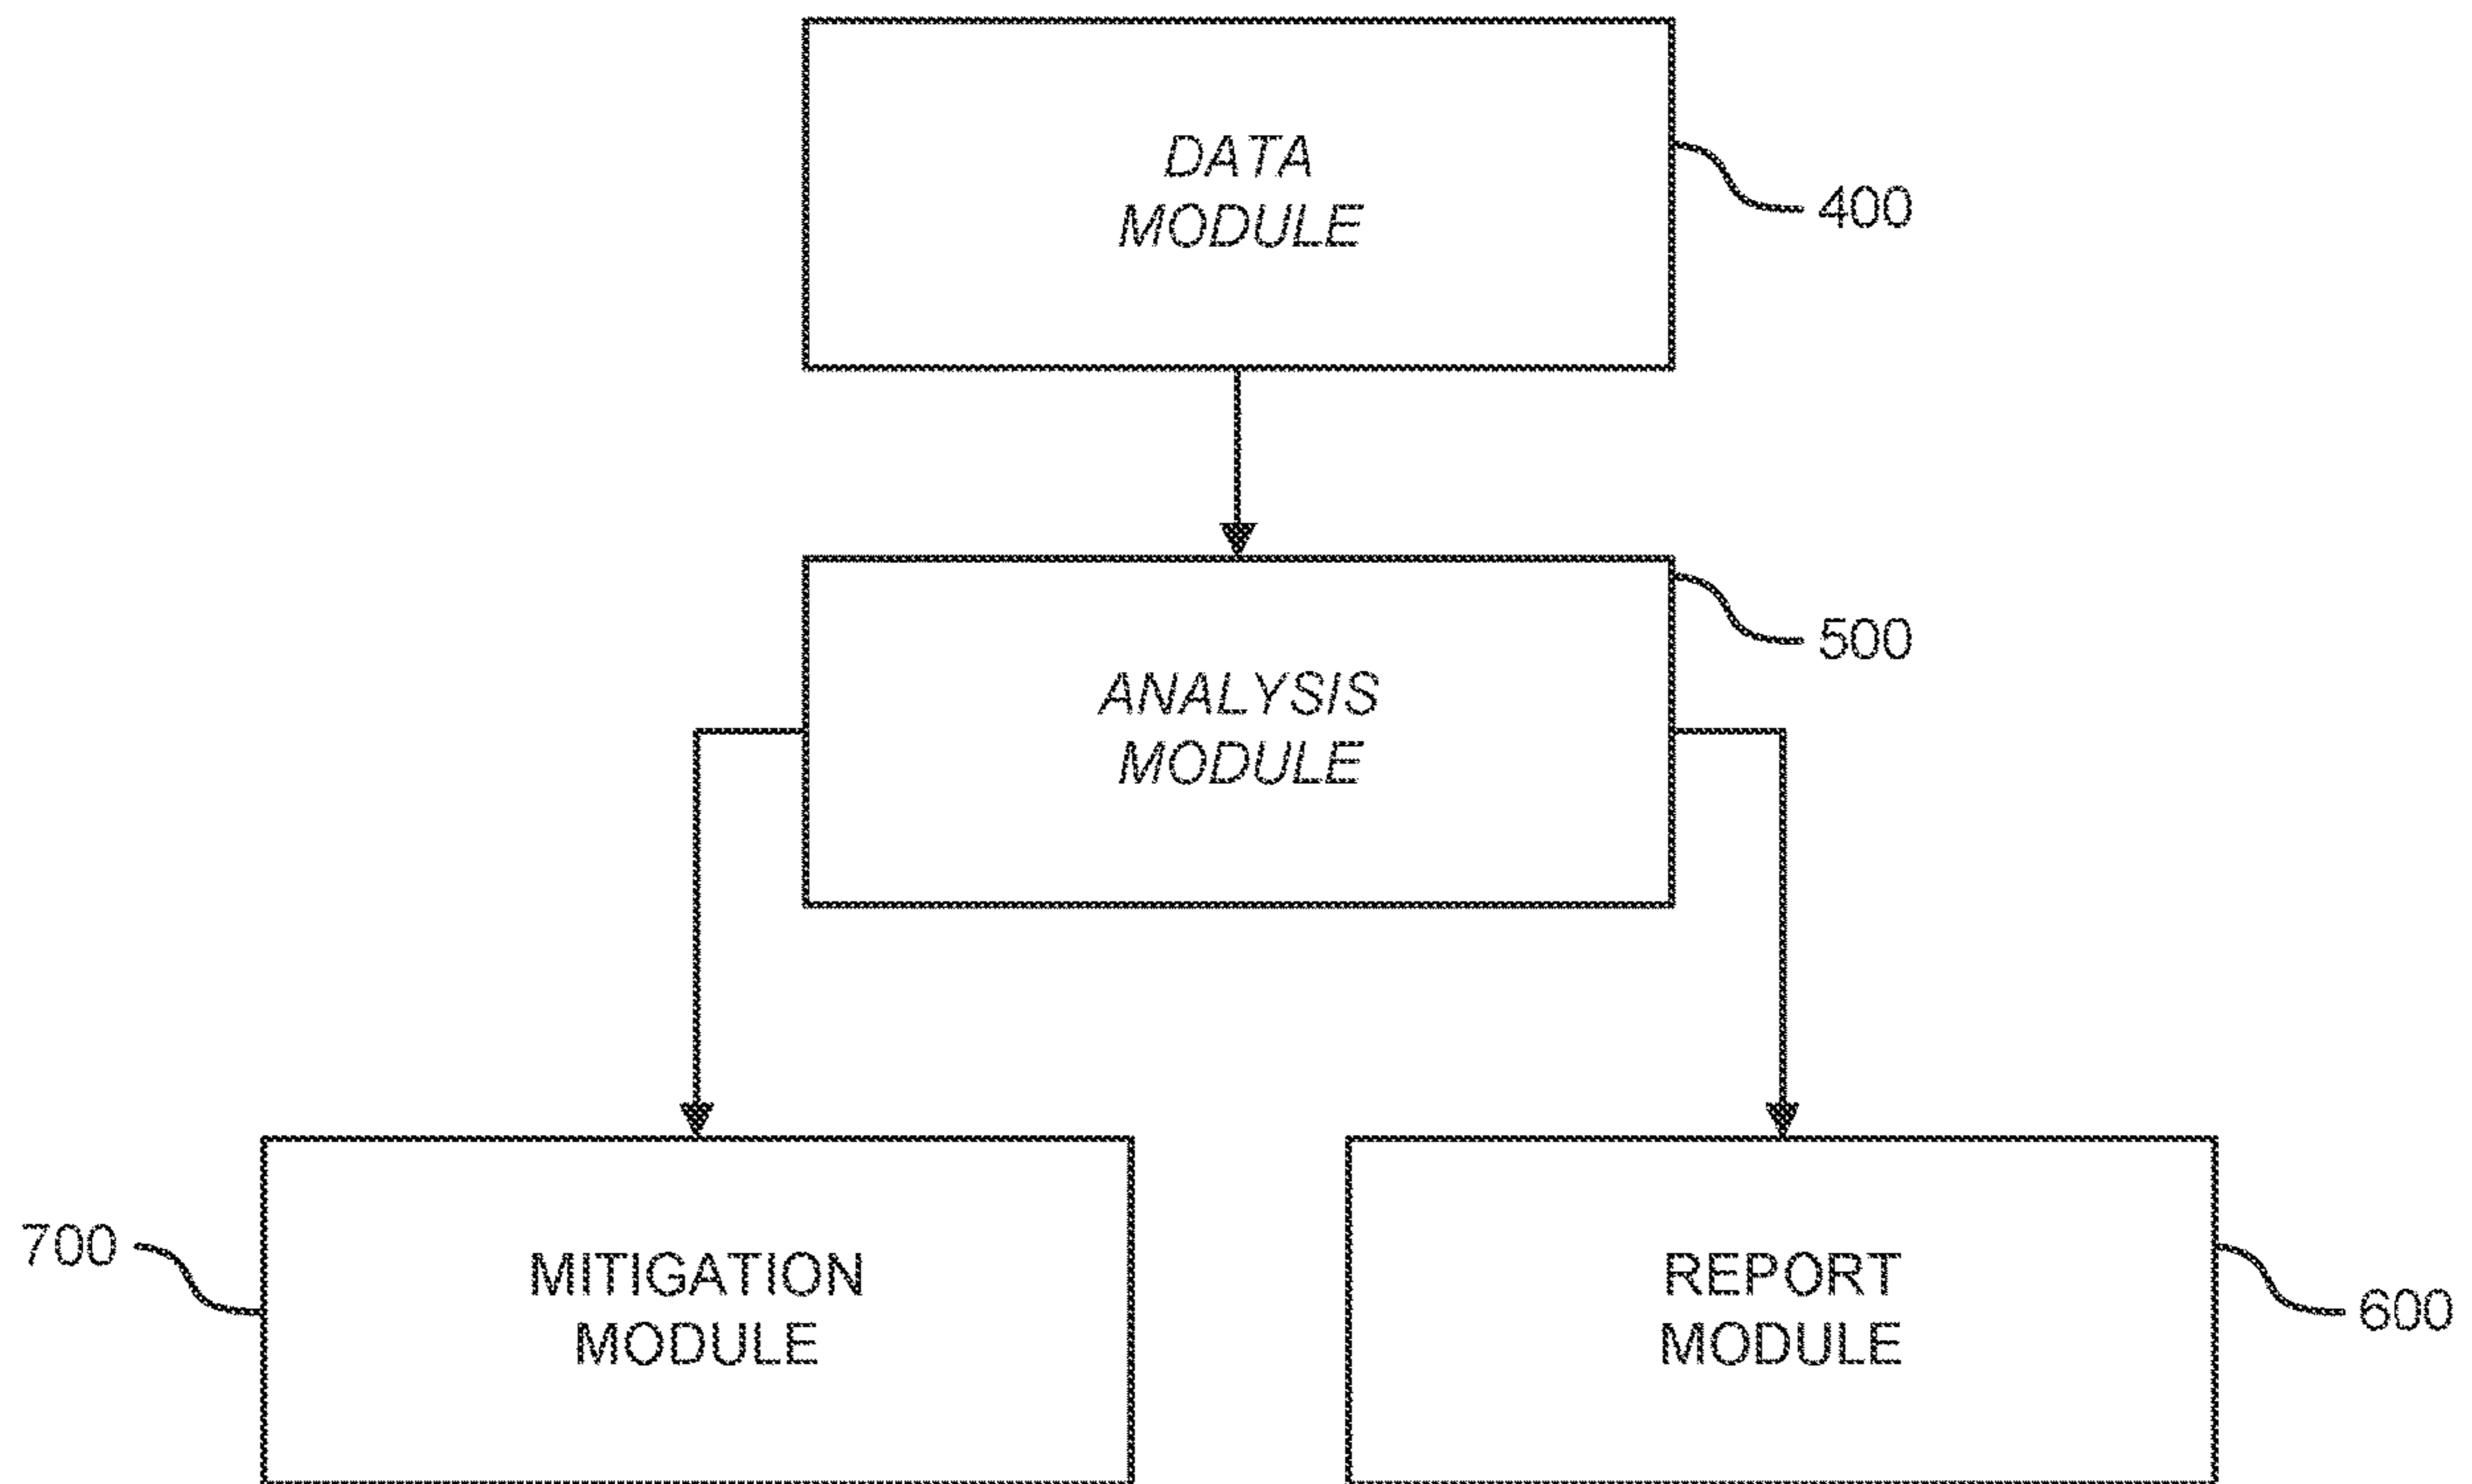 DATA
MODULE
400
500
ANALYSIS
MODULE
700
MITIGATION
MODULE
REPORT
MODULE
600